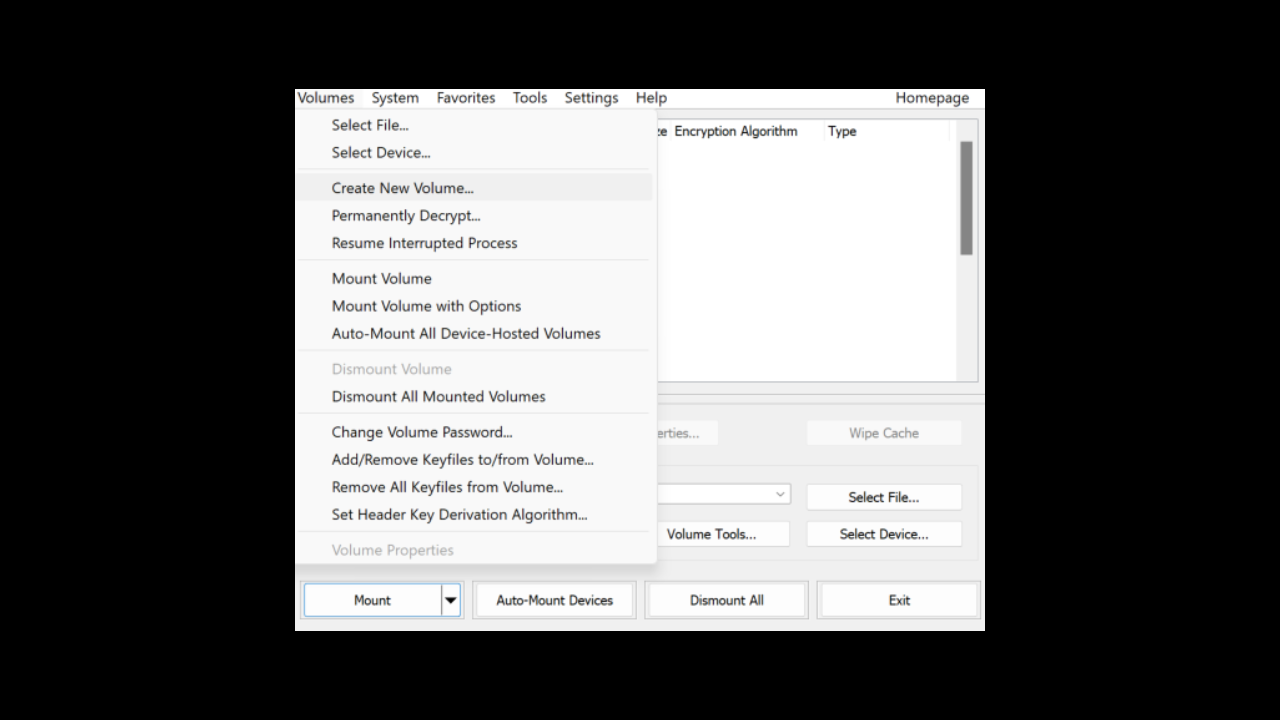 Volumes System Favorites Tools Settings Help Homepage
Select File...
Select Device...
Create New Volume...
Permanently Decrypt...
Resume Interrupted Process
Mount Volume
Mount Volume with Options
Auto-Mount All Device-Hosted Volumes
Dismount Volume
Dismount All Mounted Volumes
Change Volume Password...
Add/Remove Keyfiles to/from Volume...
Remove All Keyfiles from Volume...
Set Header Key Derivation Algorithm...
Volume Properties
Encryption Algorithm Type
Wipe Cache
Select File...
Volume Tools... Select Device...
Mount Auto-Mount Devices Dismount All Exit